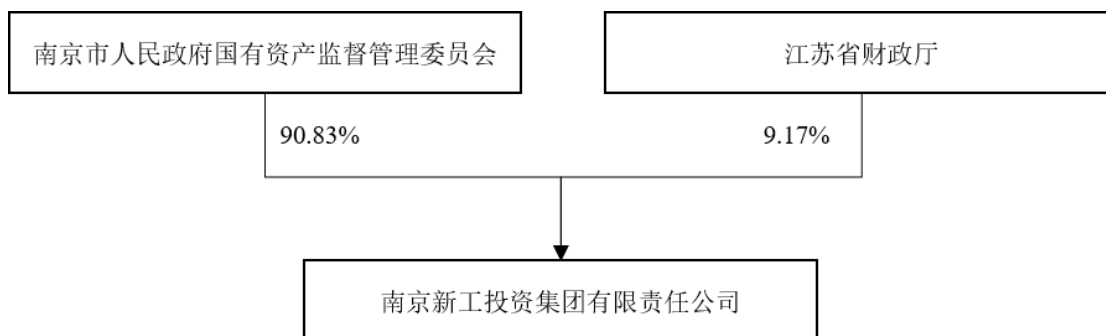 南京市人民政府国有资产监督管理委员会
江苏省财政厅
90.83%
9.17%
南京新工投资集团有限责任公司